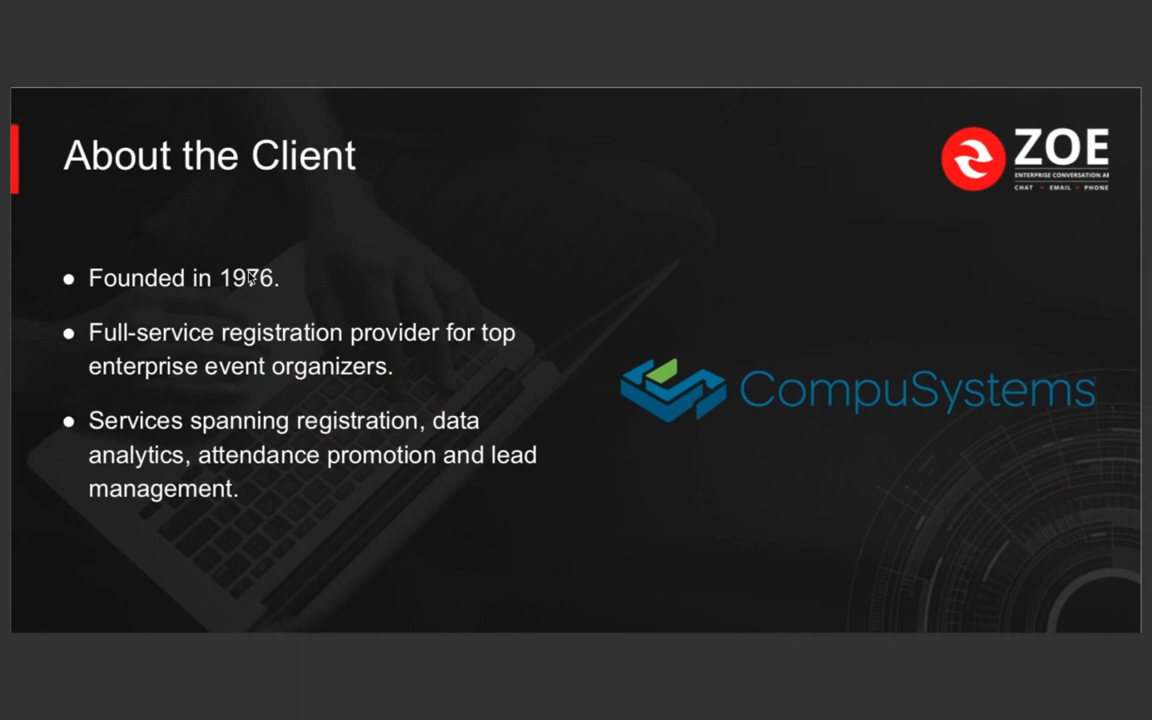 About the Client
ZOE
ENTERPRISE CONVERSATION AI
CHAT • EMAIL • PHONE
• Founded in 1976.
• Full-service registration provider for top
enterprise event organizers.
CompuSystems
• Services spanning registration, data
analytics, attendance promotion and lead
management.